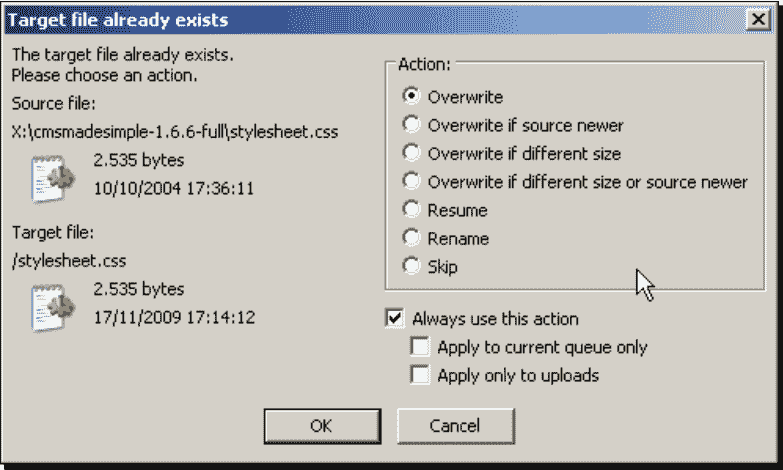 Target file already exists
The target file already exists.
Please choose an action.
Source file:
X:\cmsmadesimple-1.6.6-full\stylesheet.css
2.535 bytes
10/10/2004 17:36:11
Target file:
/stylesheet.css
2.535 bytes
17/11/2009 17:14:12
Action:
Overwrite
Overwrite if source newer
Overwrite if different size
Overwrite if different size or source newer
Resume
Rename
Skip
Always use this action
Apply to current queue only
Apply only to uploads
OK
Cancel